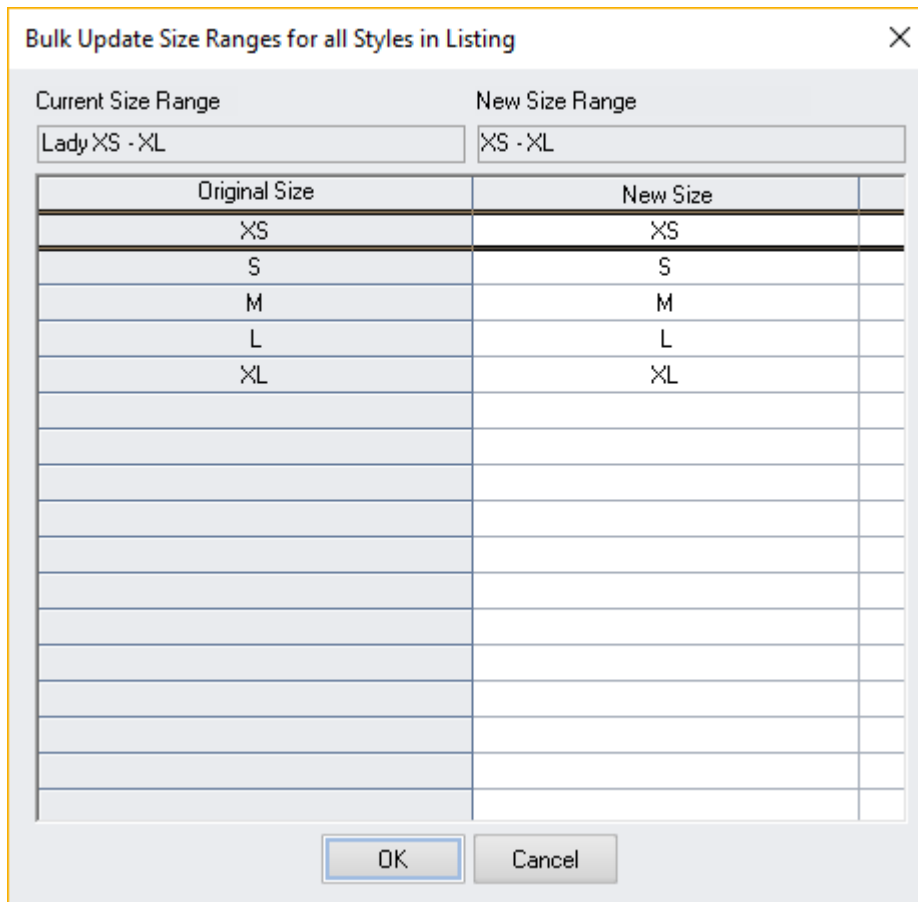 Bulk Update Size Ranges for all Styles in Listing
Current Size Range New Size Range
Lady XS - XL XS - XL
Original Size New Size
XS XS
S S
M M
L L
XL XL
OK Cancel